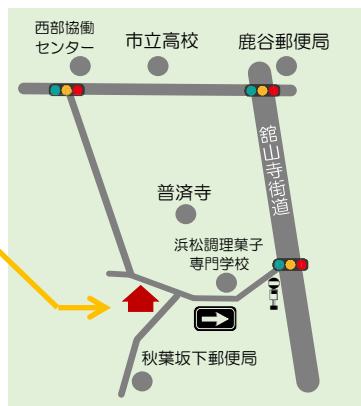 西部協働
センター
市立高校
鹿谷郵便局
舘山寺街道
普済寺
浜松調理菓子
専門学校
秋葉坂下郵便局